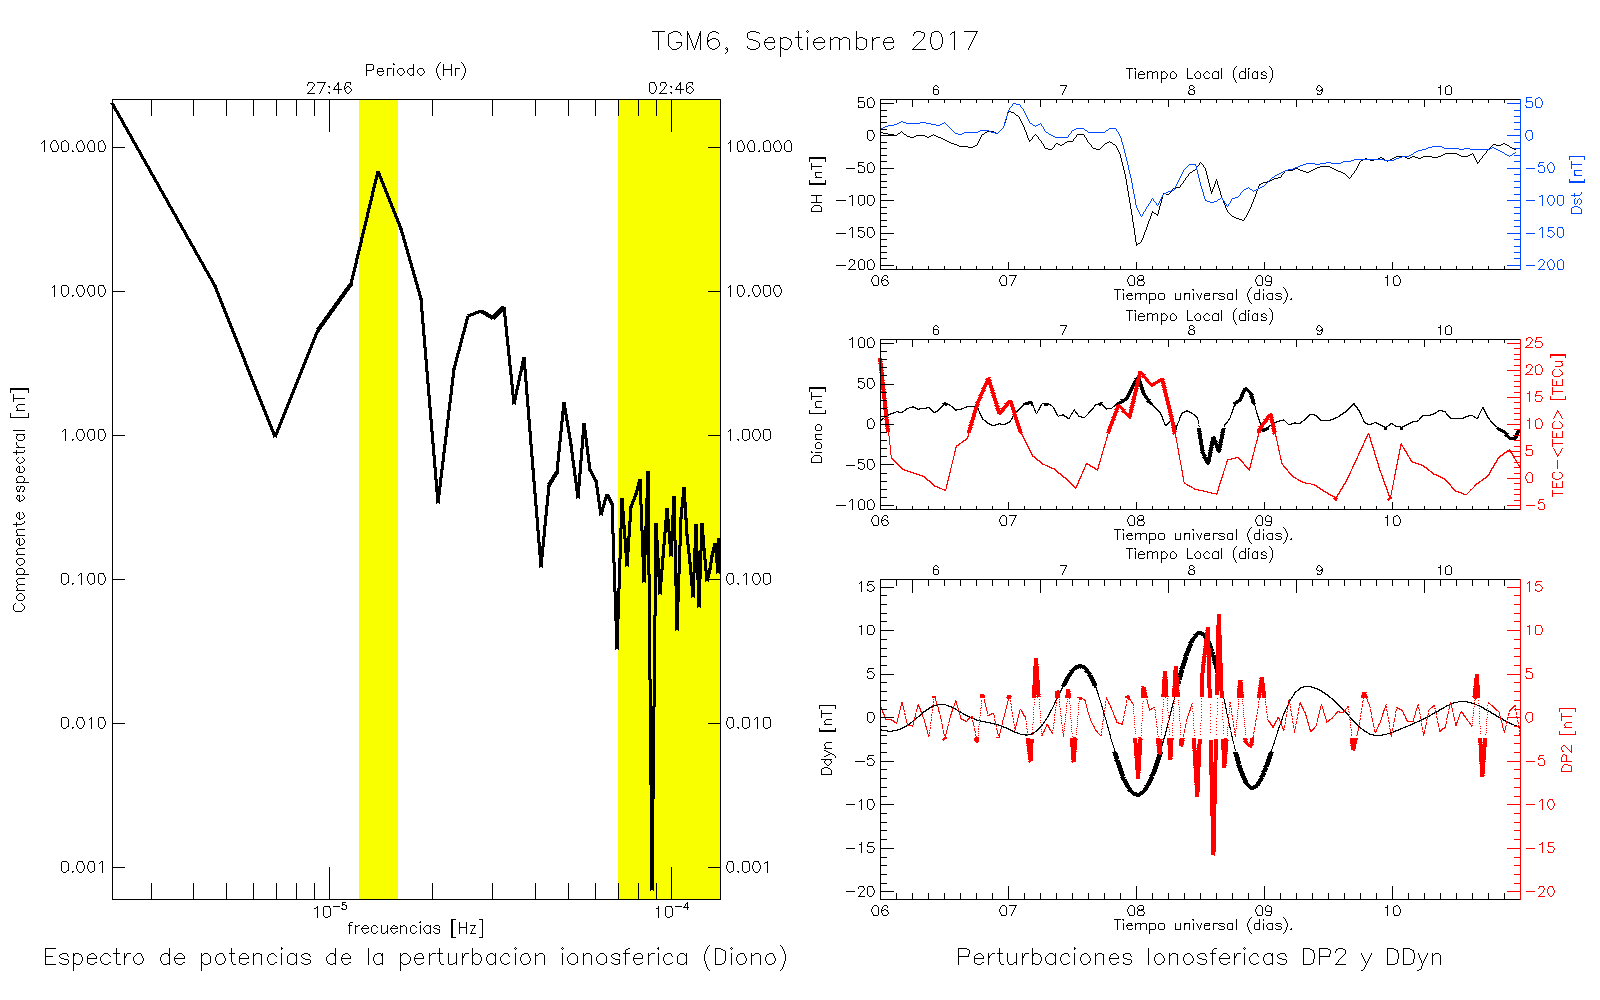 TGM6, Septiembre 2017
Periodo (Hr)
27:46 02:46
100.000 100.000
10.000 10.000
1.000 1.000
0.100 0.100
0.010 0.010
0.001 0.001
Componente espectral [nT]
10-5 10-4
frecuencias [Hz]
Espectro de potencias de la perturbacion ionosferica (Diono)
Tiempo Local (dias)
6 7 8 9 10
50 50
0 0
-50 -50
-100 -100
-150 -150
-200 -200
DH [nT]
Dst [nT]
06 07 08 09 10
Tiempo universal (dias).
Tiempo Local (dias)
6 7 8 9 10
100
50
0
-50
-100
Diono [nT]
25
20
15
10
5
0
-5
TEC-<TEC> [TECu]
06 07 08 09 10
Tiempo universal (dias).
Tiempo Local (dias)
6 7 8 9 10
15 15
10 10
5 5
0 0
-5 -5
-10 -10
-15 -15
-20 -20
Ddyn [nT]
DP2 [nT]
06 07 08 09 10
Tiempo universal (dias).
Perturbaciones Ionosfericas DP2 y DDyn